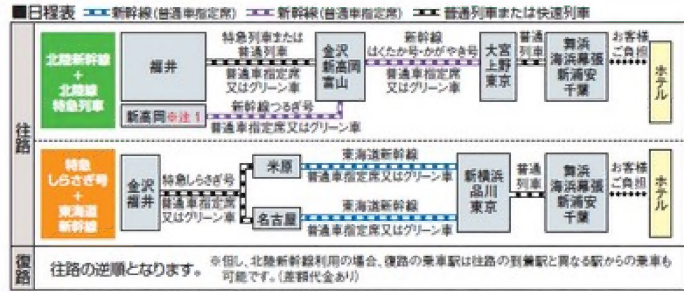 ■日程表 新幹線(普通車指定席) 新幹線(普通車指定席) 普通列車または快速列車
往路
北陸新幹線
+
北陸線
特急列車
福井
特急列車または
普通列車
普通車指定席
又はグリーン車
新高岡※注1
新幹線つるぎ号
普通車指定席又はグリーン車
金沢
新高岡
富山
新幹線
はくたか号・かがやき号
普通車指定席
又はグリーン車
大宮
上野
東京
普通
列車
舞浜
海浜幕張
新浦安
千葉
お客様
ご負担
ホテル
特急
しらさぎ号
+
東海道
新幹線
金沢
福井
特急しらさぎ号
普通車指定席
又はグリーン車
米原
東海道新幹線
普通車指定席又はグリーン車
名古屋
東海道新幹線
普通車指定席又はグリーン車
新横浜
品川
東京
普通
列車
舞浜
海浜幕張
新浦安
千葉
お客様
ご負担
ホテル
復路
往路の逆順となります。
※但し、北陸新幹線利用の場合、復路の乗車駅は往路の到着駅と異なる駅からの乗車も
可能です。(差額代金あり)